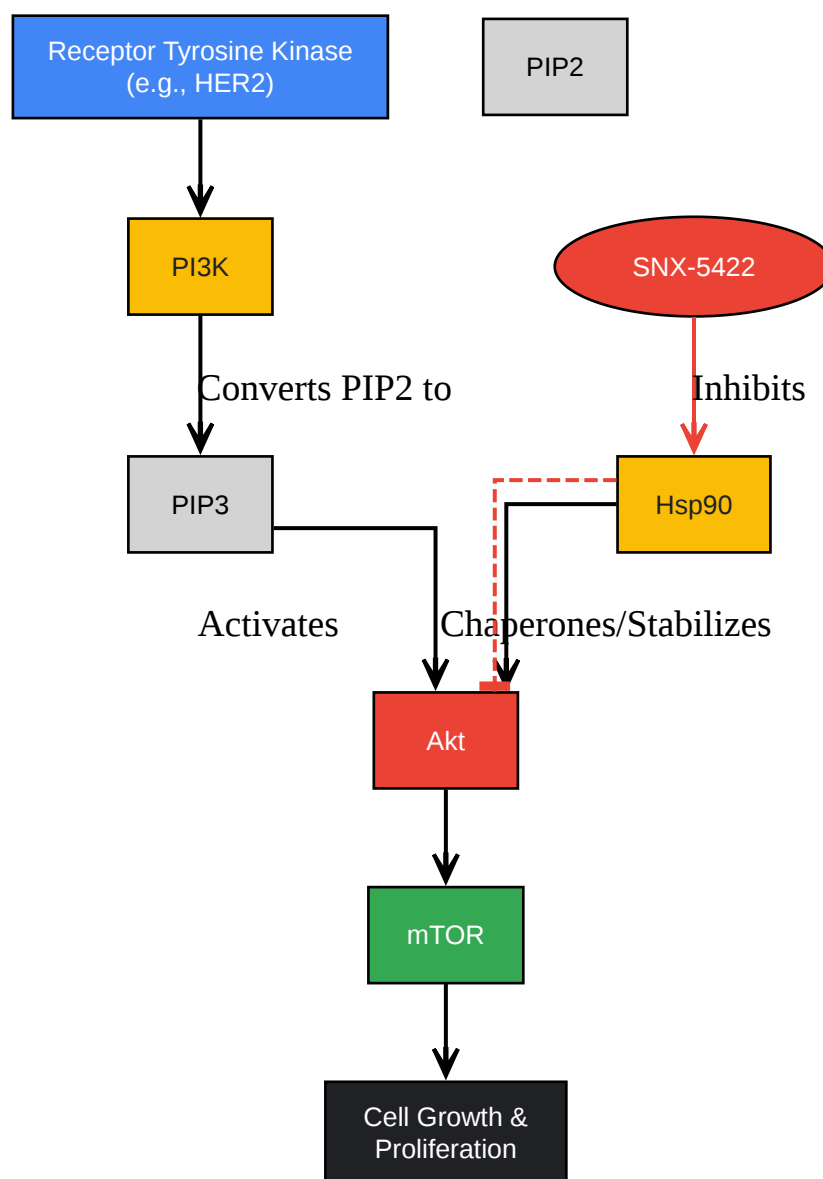 Receptor Tyrosine Kinase
(e.g., HER2)
PIP2
PI3K
SNX-5422
Converts PIP2 to
Inhibits
PIP3
Hsp90
Activates
Chaperones/Stabilizes
Akt
mTOR
Cell Growth &
Proliferation